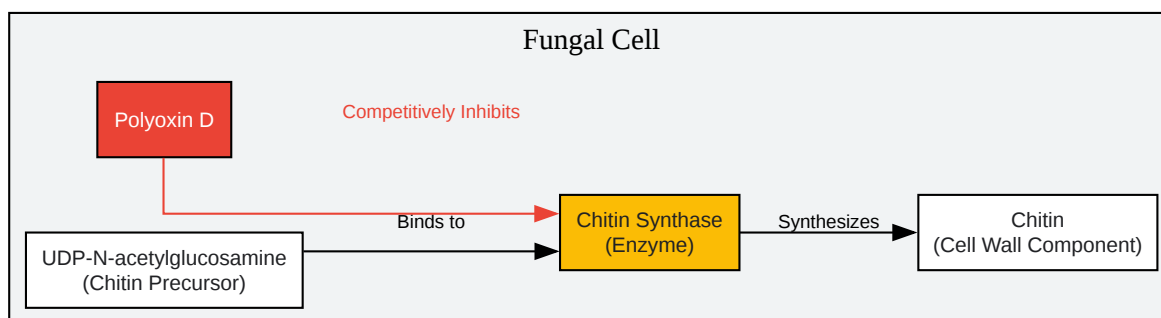 Fungal Cell
Polyoxin D
Competitively Inhibits
Binds to
UDP-N-acetylglucosamine
(Chitin Precursor)
Chitin Synthase
(Enzyme)
Synthesizes
Chitin
(Cell Wall Component)